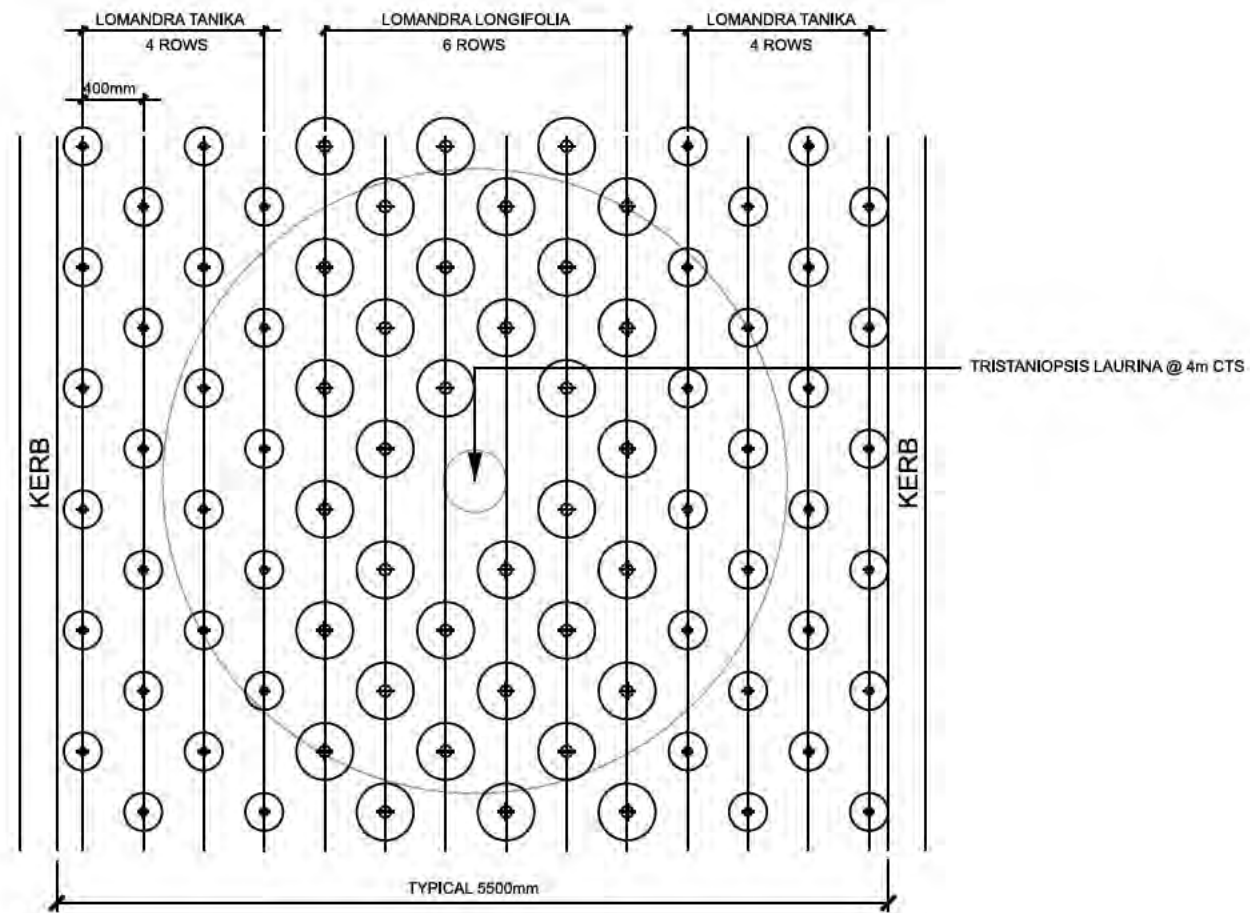 LOMANDRA TANIKA
4 ROWS
LOMANDRA LONGIFOLIA
6 ROWS
LOMANDRA TANIKA
4 ROWS
400mm
TRISTANIOPSIS LAURINA @ 4m CTS
KERB
KERB
TYPICAL 5500mm